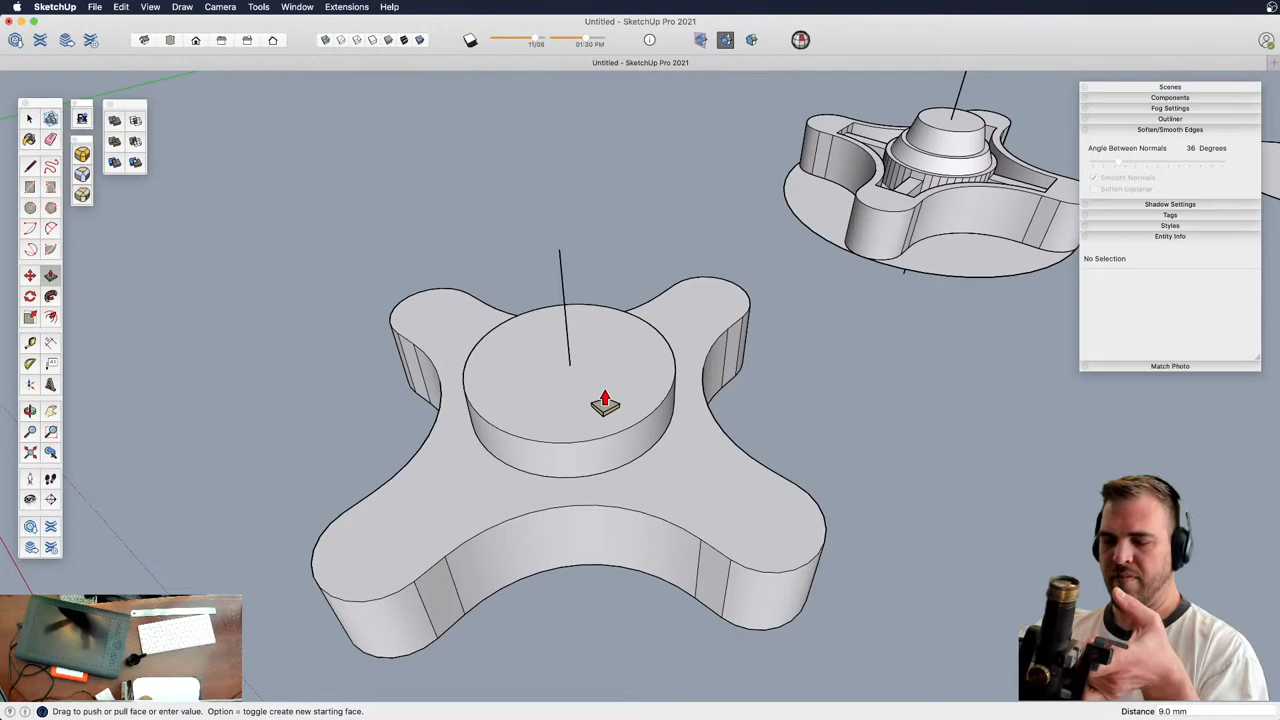 SketchUp File Edit View Draw Camera Tools Window Extensions Help
Untitled - SketchUp Pro 2021
11/08 01:30 PM
Untitled - SketchUp Pro 2021
Scenes
Components
Fog Settings
Outliner
Soften/Smooth Edges
Angle Between Normals 36 Degrees
Smooth Normals
Soften coplanar
Shadow Settings
Tags
Styles
Entity Info
No Selection
Match Photo
Drag to push or pull face or enter value. Option = toggle create new starting face. Distance 9.0 mm